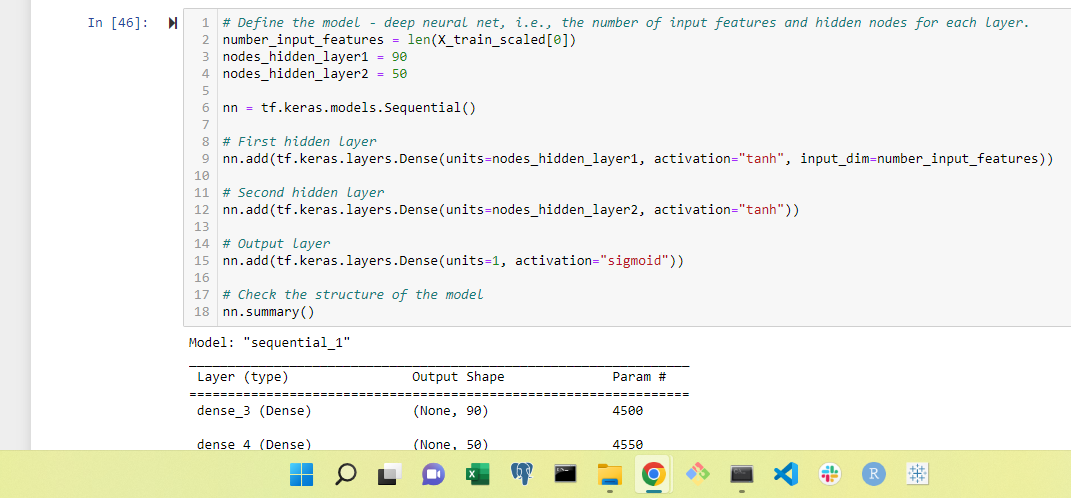 In [46]:
1 # Define the model - deep neural net, i.e., the number of input features and hidden nodes for each layer.
2 number_input_features = len(X_train_scaled[0])
3 nodes_hidden_layer1 = 90
4 nodes_hidden_layer2 = 50
5
6 nn = tf.keras.models.Sequential()
7
8 # First hidden layer
9 nn.add(tf.keras.layers.Dense(units=nodes_hidden_layer1, activation="tanh", input_dim=number_input_features))
10
11 # Second hidden layer
12 nn.add(tf.keras.layers.Dense(units=nodes_hidden_layer2, activation="tanh"))
13
14 # Output layer
15 nn.add(tf.keras.layers.Dense(units=1, activation="sigmoid"))
16
17 # Check the structure of the model
18 nn.summary()
Model: "sequential_1"
Layer (type) Output Shape Param #
=================================================================
dense_3 (Dense) (None, 90) 4500
dense_4 (Dense) (None, 50) 4550
R